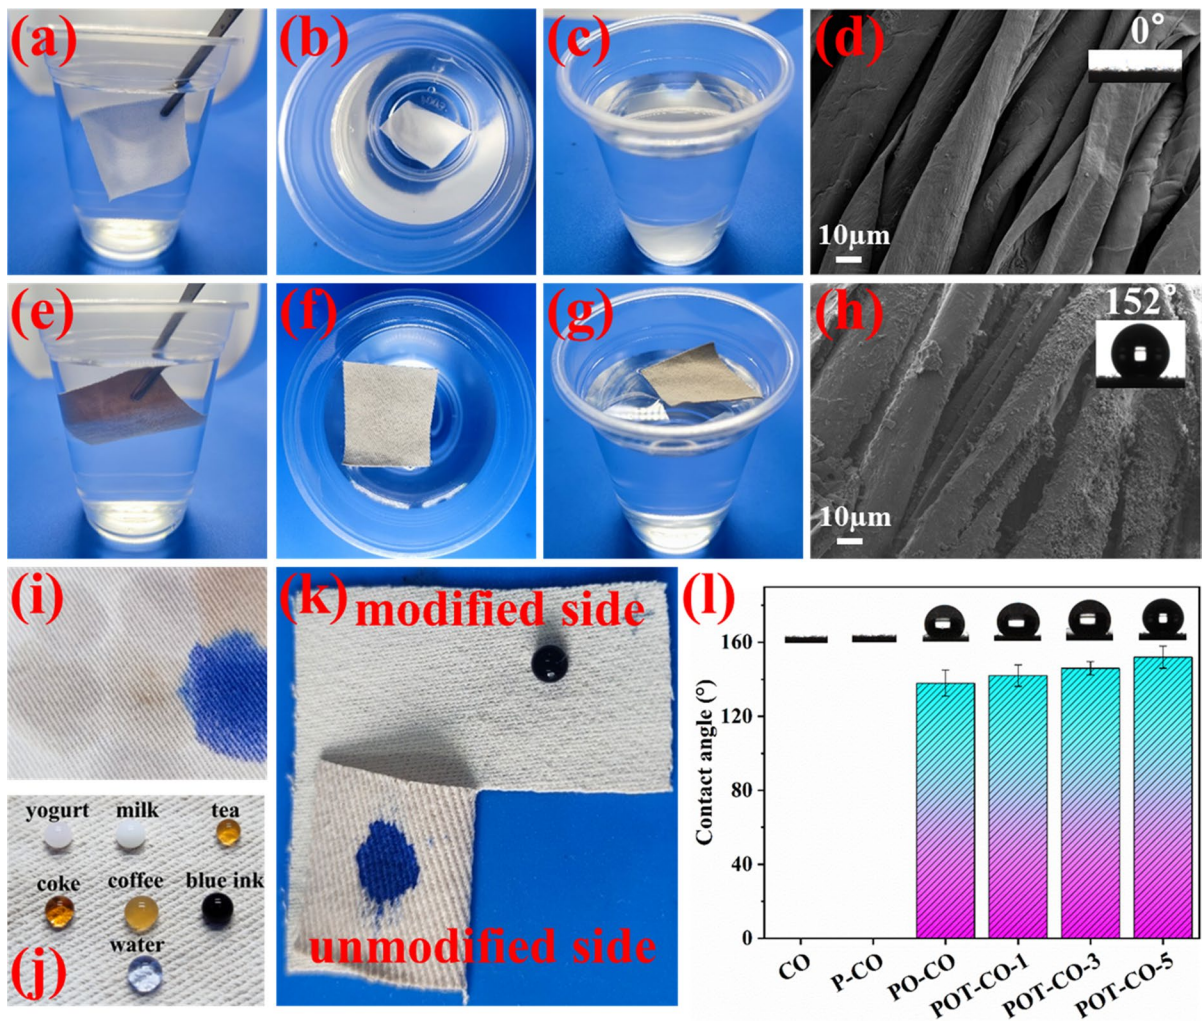 (a)
(b)
(c)
(d)
0°
10μm
(e)
(f)
(g)
(h)
152°
10μm
(i)
(j)
yogurt milk tea
coke coffee blue ink
water
(k)
modified side
unmodified side
(l)
Contact angle (°)
160
120
80
40
0
CO P-CO PO-CO POT-CO-1 POT-CO-3 POT-CO-5